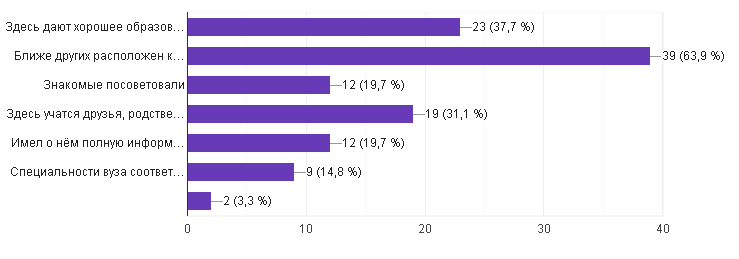 Здесь дают хорошее образов… 23 (37,7 %)
Ближе других расположен к… 39 (63,9 %)
Знакомые посоветовали 12 (19,7 %)
Здесь учатся друзья, родстве… 19 (31,1 %)
Имел о нём полную информ… 12 (19,7 %)
Специальности вуза соответ… 9 (14,8 %)
2 (3,3 %)
0 10 20 30 40